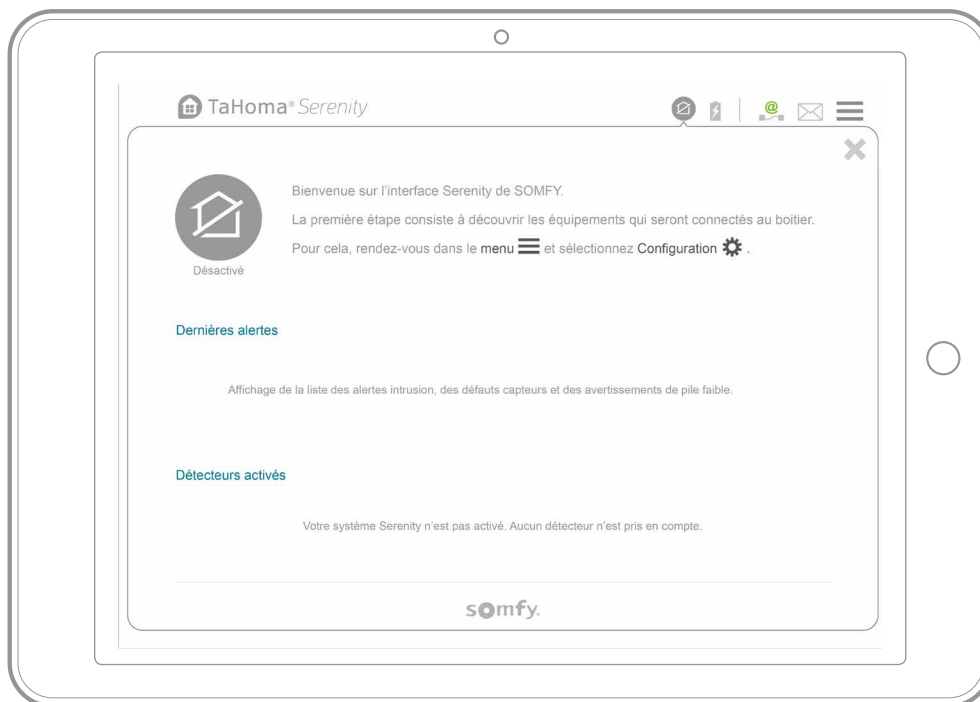 TaHoma® Serenity
@
Bienvenue sur l'interface Serenity de SOMFY.
La première étape consiste à découvrir les équipements qui seront connectés au boitier.
Pour cela, rendez-vous dans le menu et sélectionnez Configuration .
Désactivé
Dernières alertes
Affichage de la liste des alertes intrusion, des défauts capteurs et des avertissements de pile faible.
Détecteurs activés
Votre système Serenity n'est pas activé. Aucun détecteur n'est pris en compte.
somfy.